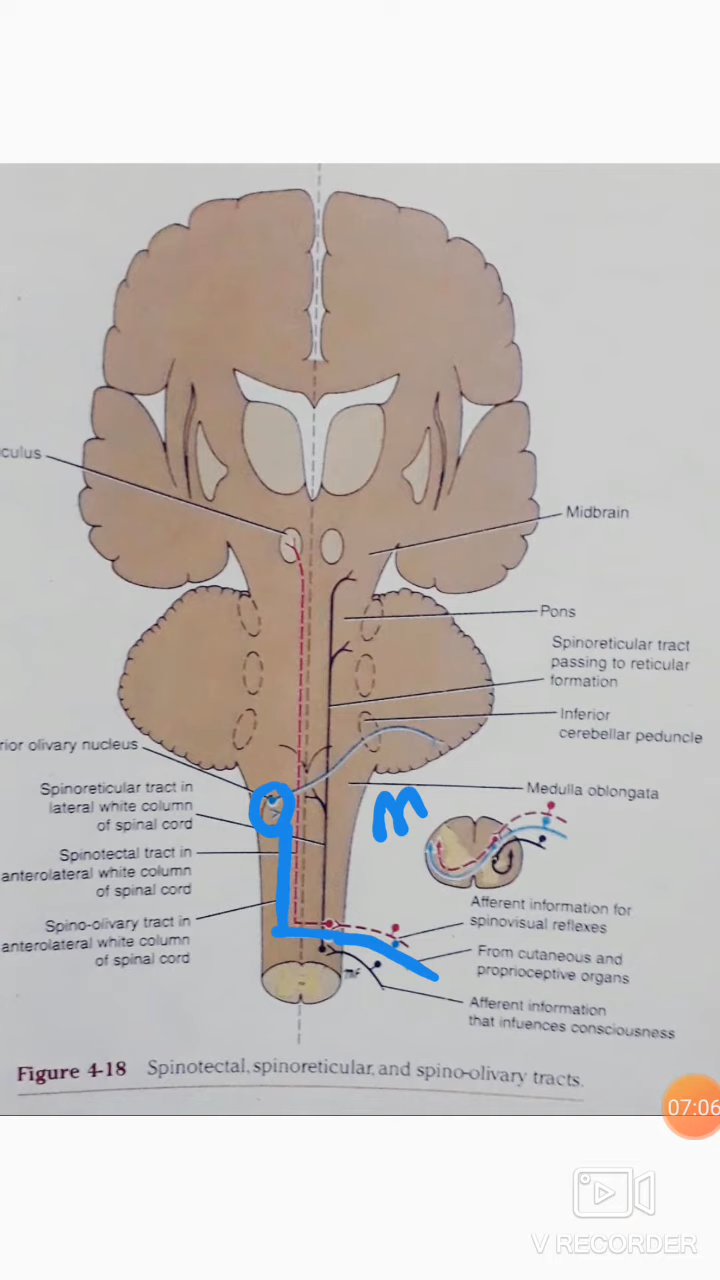 culus
Midbrain
Pons
Spinoreticular tract
passing to reticular
formation
Inferior
cerebellar peduncle
rior olivary nucleus
Medulla oblongata
Spinoreticular tract in
lateral white column
of spinal cord
M
Spinotectal tract in
anterolateral white column
of spinal cord
Spino-olivary tract in
anterolateral white column
of spinal cord
Afferent information for
spinovisual reflexes
From cutaneous and
proprioceptive organs
Afferent information
that infuences consciousness
Figure 4-18 Spinotectal, spinoreticular, and spino-olivary tracts.
07:06
V RECORDER